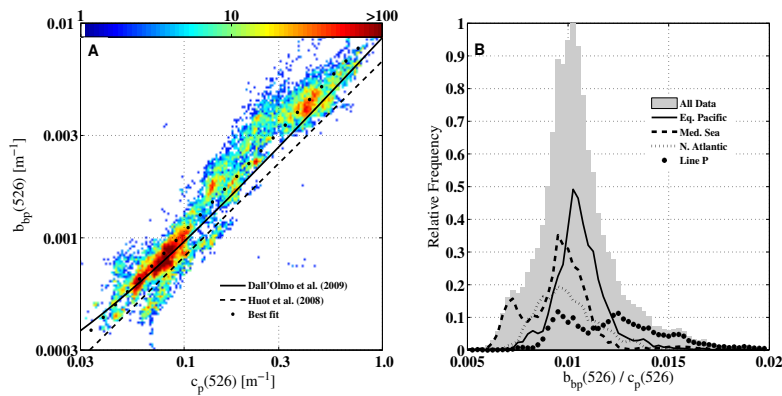 1
10
>100
A
0.01
0.003
0.001
0.0003
b_bp(526) [m⁻¹]
Dall'Olmo et al. (2009)
Huot et al. (2008)
Best fit
0.03
0.1
0.3
1.0
c_p(526) [m⁻¹]
B
1
0.9
0.8
0.7
0.6
0.5
0.4
0.3
0.2
0.1
0
Relative Frequency
All Data
Eq. Pacific
Med. Sea
N. Atlantic
Line P
0.005
0.01
0.015
0.02
b_bp(526) / c_p(526)